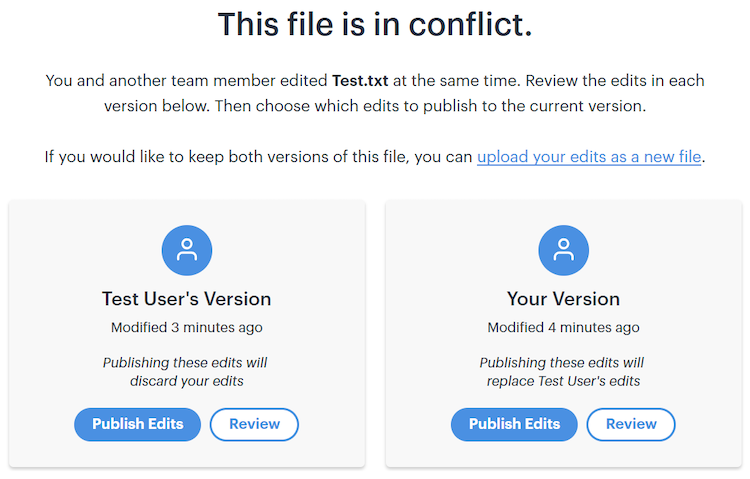 This file is in conflict.
You and another team member edited Test.txt at the same time. Review the edits in each
version below. Then choose which edits to publish to the current version.
If you would like to keep both versions of this file, you can upload your edits as a new file.
Test User's Version
Modified 3 minutes ago
Publishing these edits will
discard your edits
Publish Edits
Review
Your Version
Modified 4 minutes ago
Publishing these edits will
replace Test User's edits
Publish Edits
Review